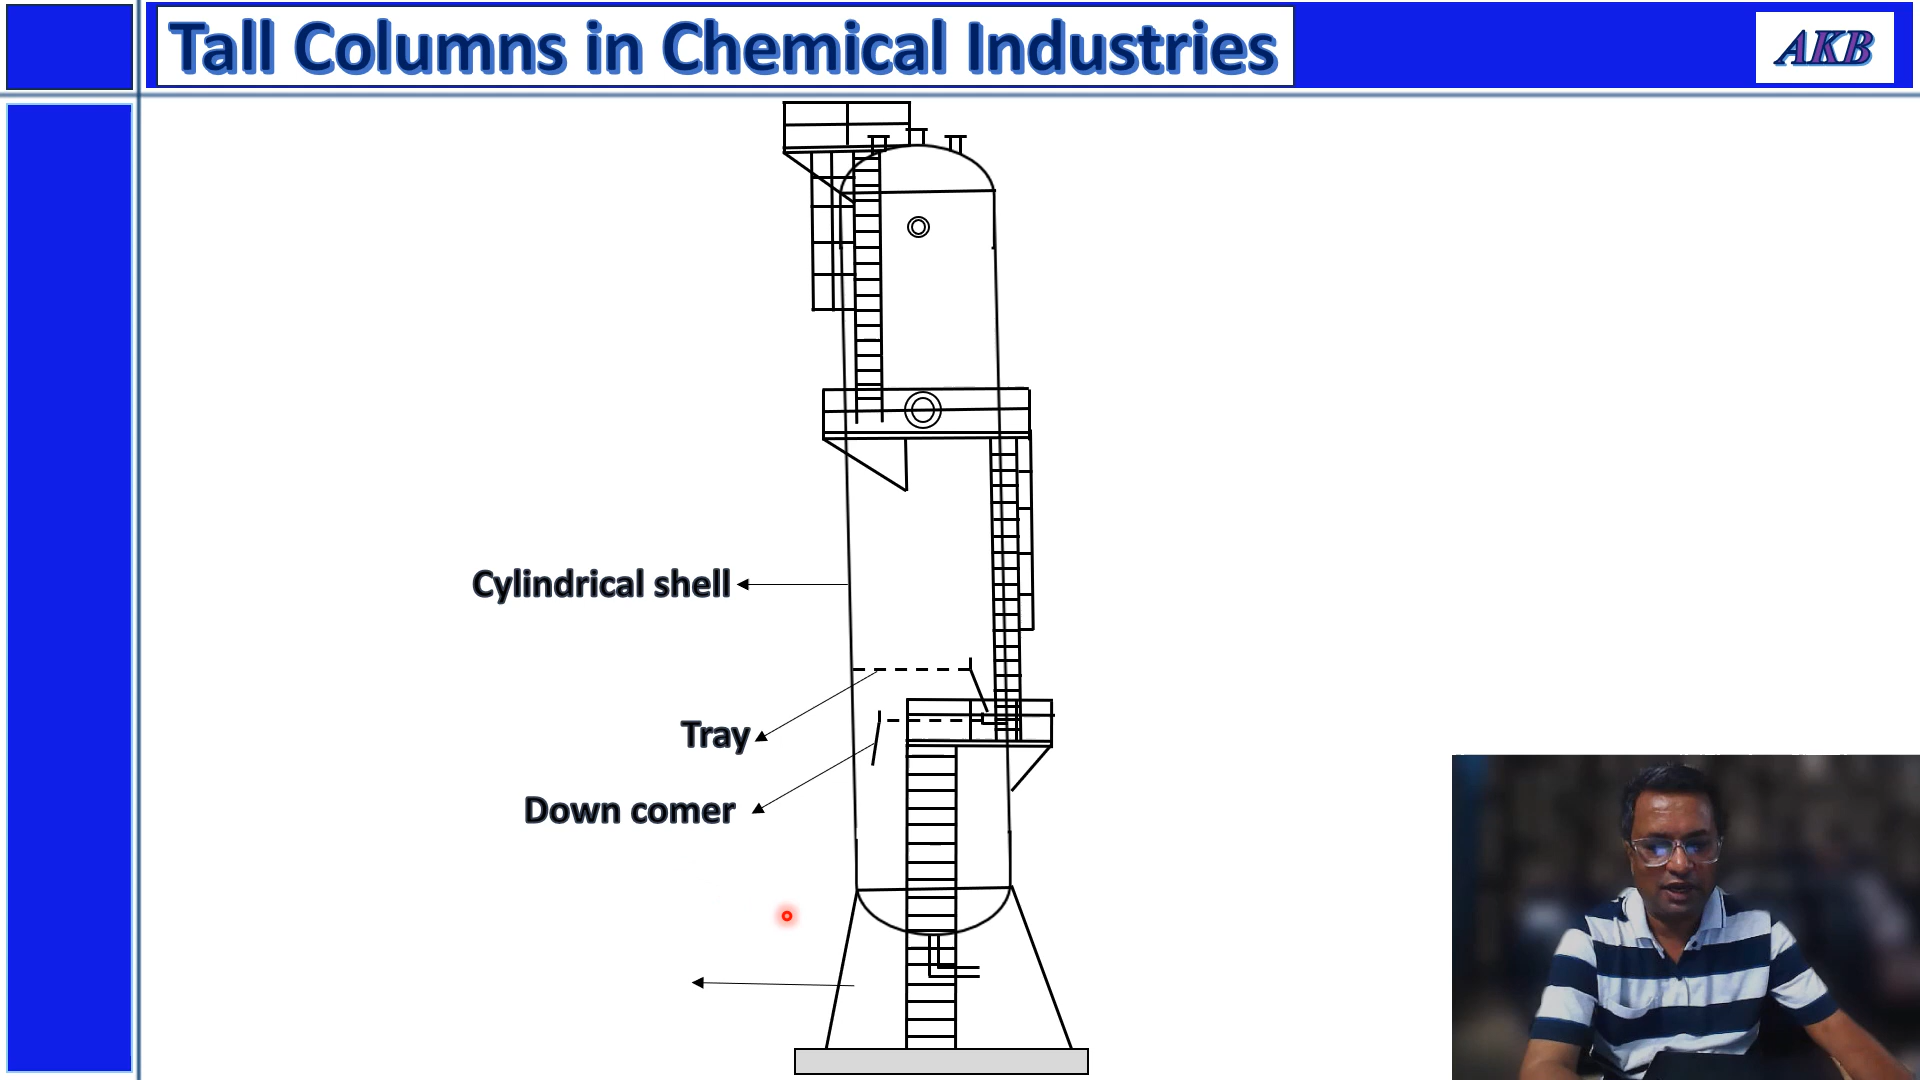 Tall Columns in Chemical Industries
AKB
Cylindrical shell
Tray
Down comer